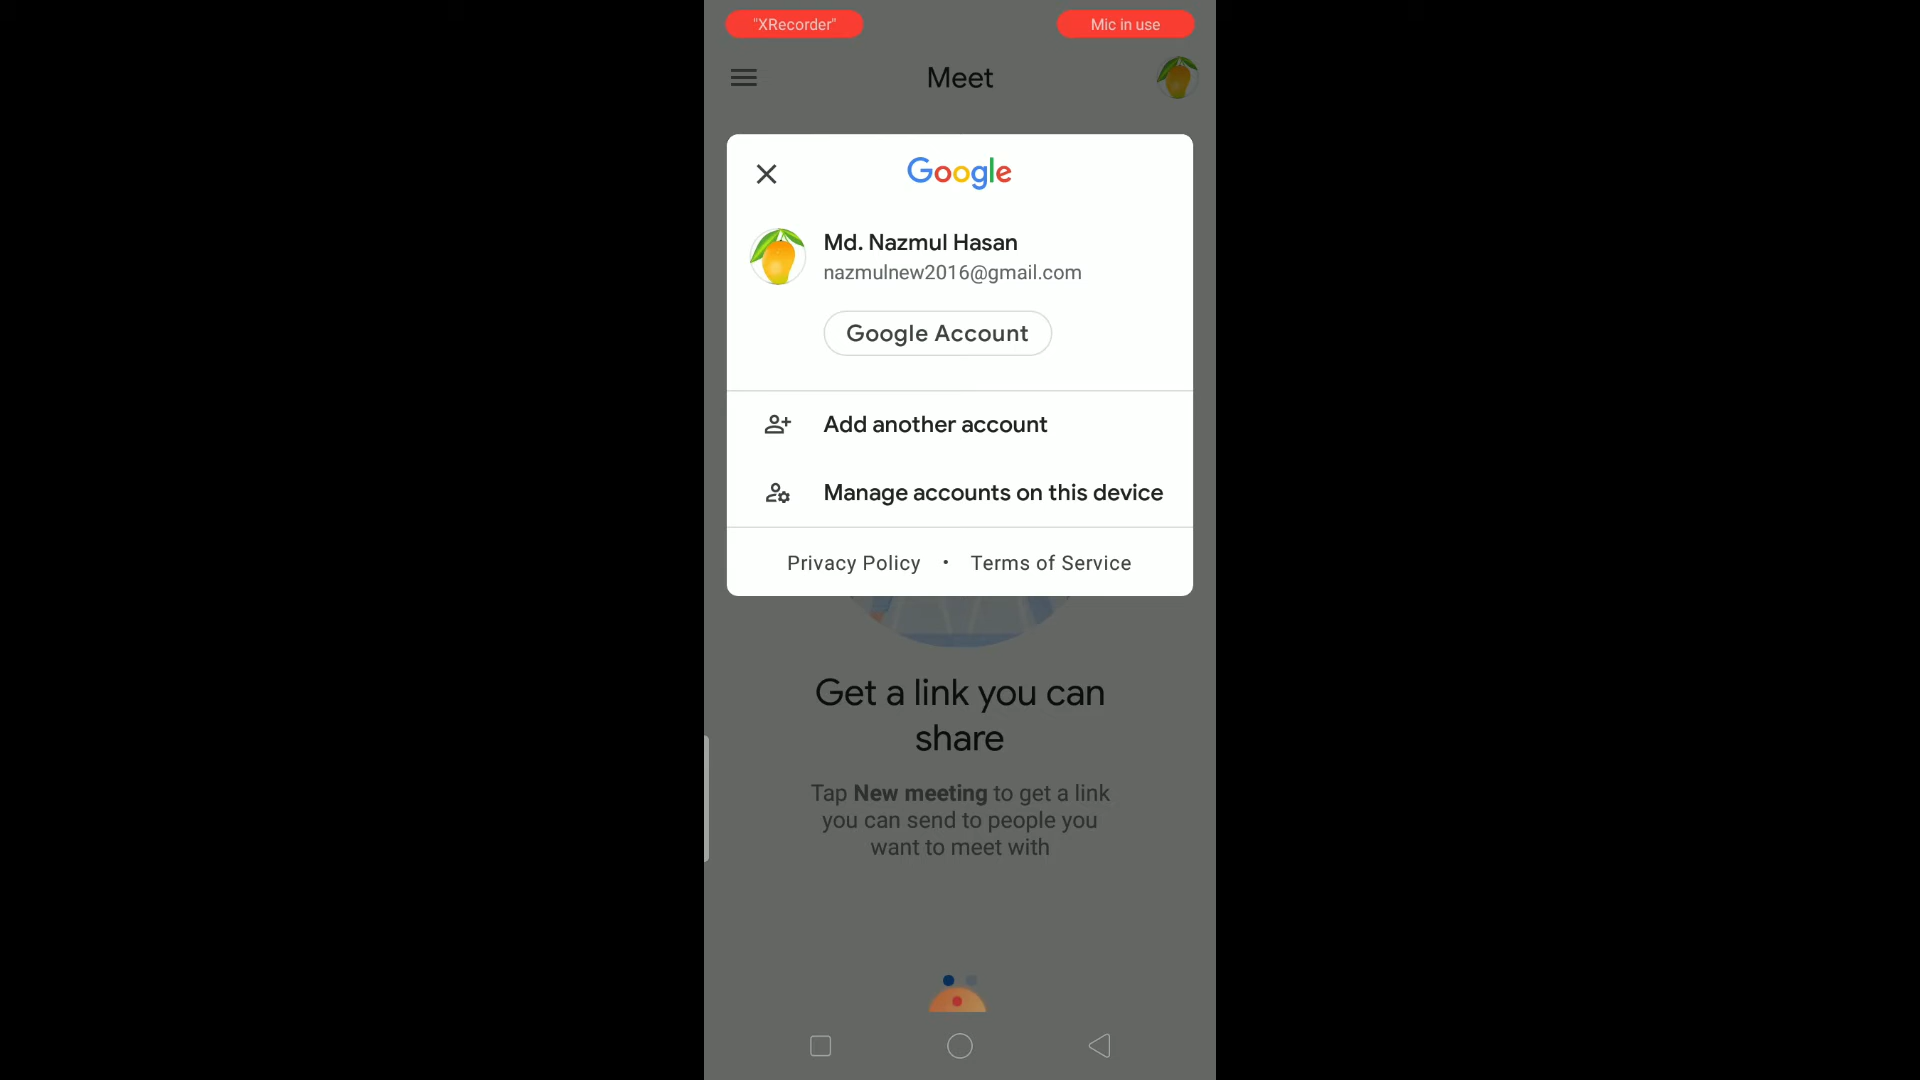 "XRecorder"
Mic in use
Meet
Google
Md. Nazmul Hasan
nazmulnew2016@gmail.com
Google Account
Add another account
Manage accounts on this device
Privacy Policy • Terms of Service
Get a link you can
share
Tap New meeting to get a link
you can send to people you
want to meet with